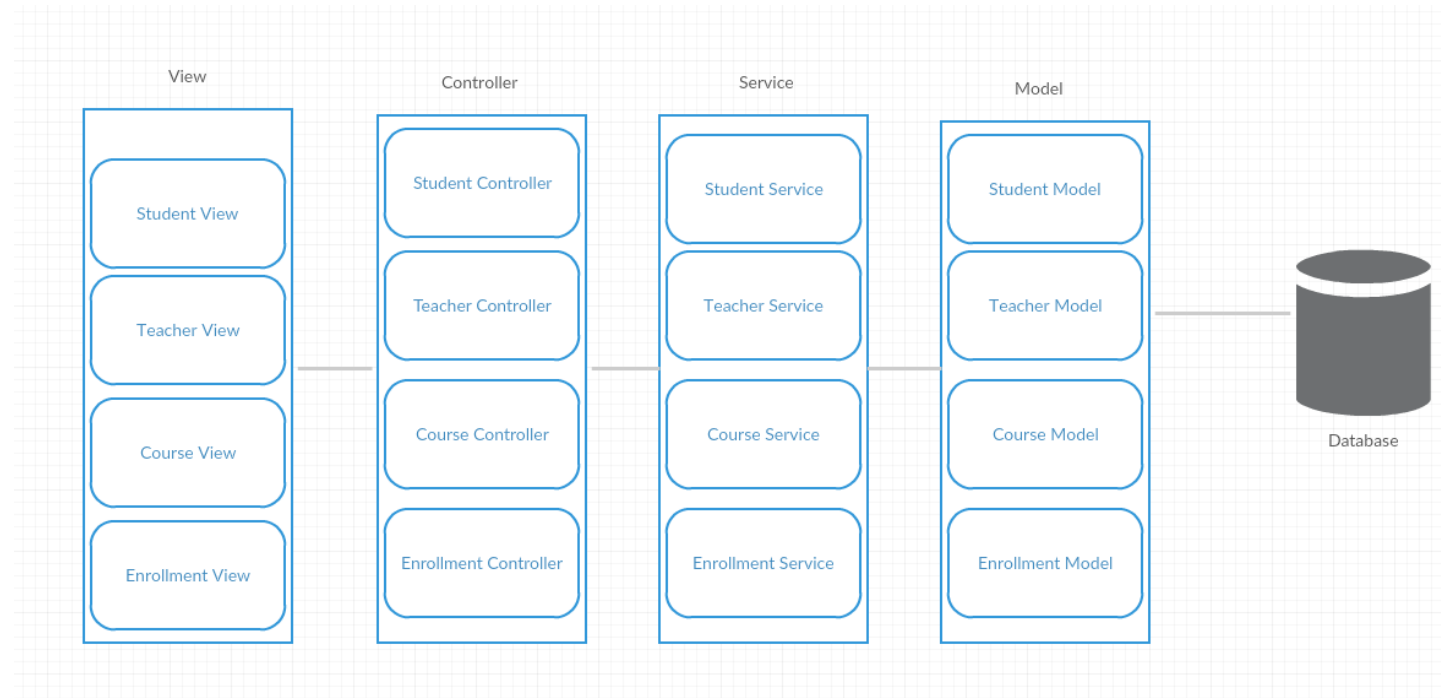 View
Controller
Service
Model
Student View
Student Controller
Student Service
Student Model
Teacher View
Teacher Controller
Teacher Service
Teacher Model
Course View
Course Controller
Course Service
Course Model
Database
Enrollment View
Enrollment Controller
Enrollment Service
Enrollment Model